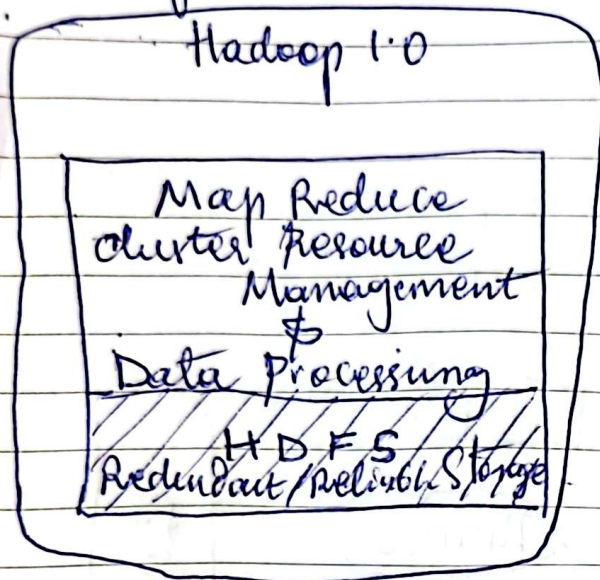 Hadoop 1.0
Map Reduce
cluster Resource
Management
&
Data Processing
HDFS
Redundant/Reliable Storage